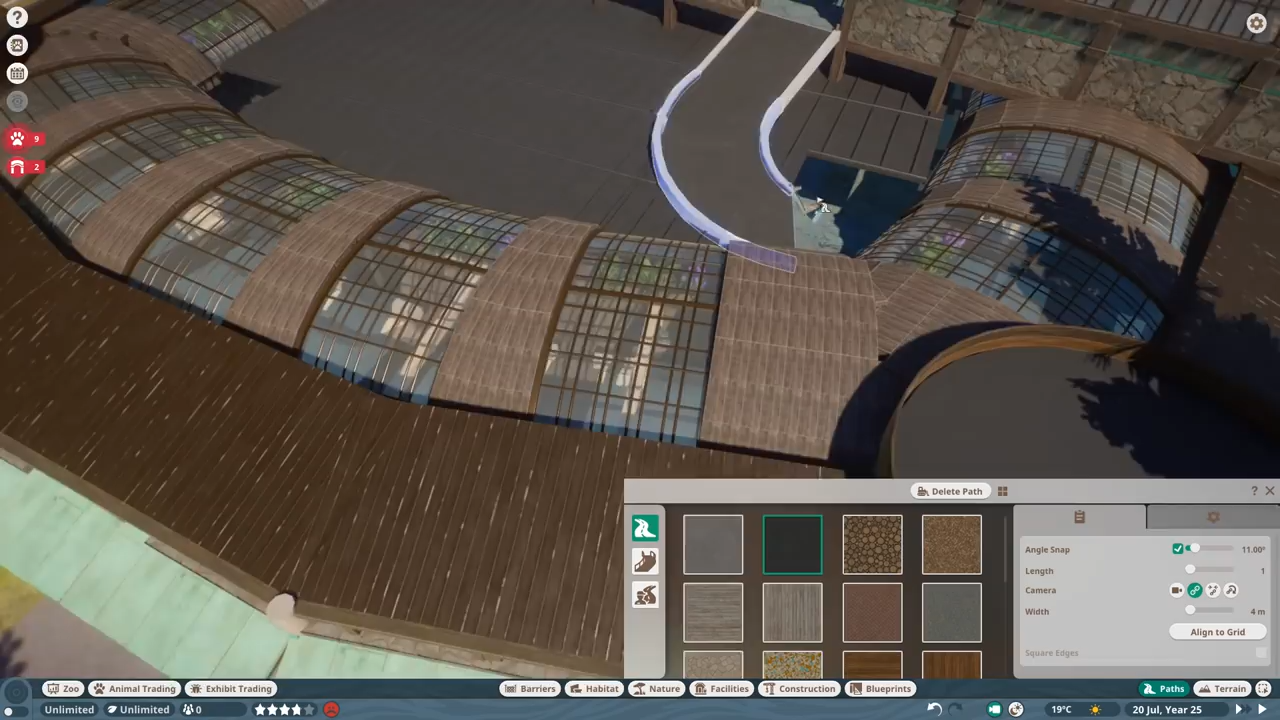 ?
9
2
Delete Path
? ×
Angle Snap 11.00°
Length 1
Camera
Width 4 m
Align to Grid
Square Edges
Zoo Animal Trading Exhibit Trading Barriers Habitat Nature Facilities Construction Blueprints Paths Terrain
Unlimited Unlimited 0 19°C 20 Jul, Year 25